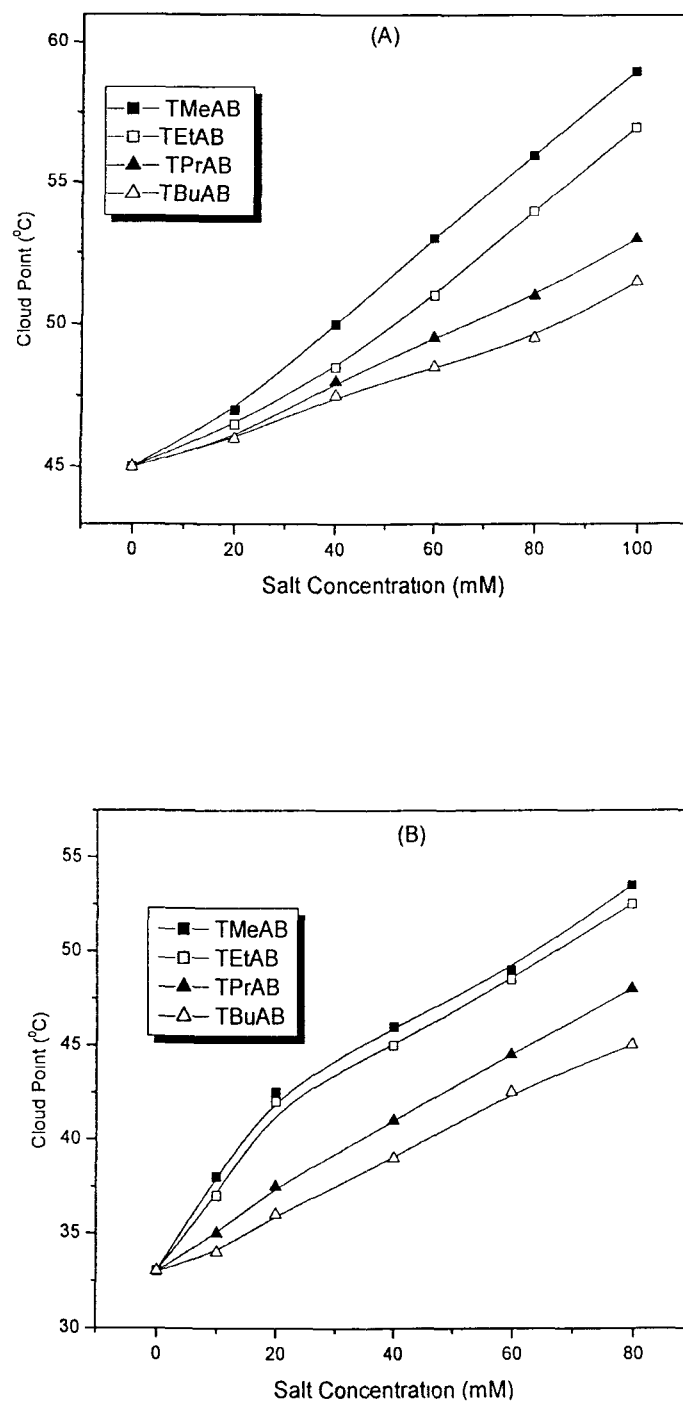 (A)
60
55
50
45
Cloud Point (°C)
TMeAB
TEtAB
TPrAB
TBuAB
0 20 40 60 80 100
Salt Concentration (mM)
(B)
55
50
45
40
35
30
Cloud Point (°C)
TMeAB
TEtAB
TPrAB
TBuAB
0 20 40 60 80
Salt Concentration (mM)